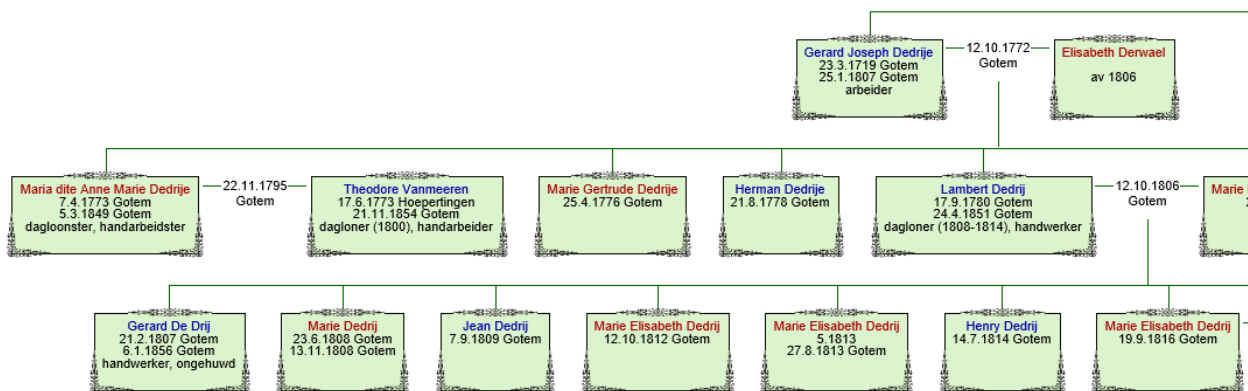 Gerard Joseph Dedrije
23.3.1719 Gotem
25.1.1807 Gotem
arbeider
12.10.1772
Gotem
Elisabeth Derwael
av 1806
Maria dite Anne Marie Dedrije
7.4.1773 Gotem
5.3.1849 Gotem
dagloonster, handarbeidster
22.11.1795
Gotem
Theodore Vanmeeren
17.6.1773 Hoepertingen
21.11.1854 Gotem
dagloner (1800), handarbeider
Marie Gertrude Dedrije
25.4.1776 Gotem
Herman Dedrije
21.8.1778 Gotem
Lambert Dedrij
17.9.1780 Gotem
24.4.1851 Gotem
dagloner (1808-1814), handwerker
12.10.1806
Gotem
Marie
Gerard De Drij
21.2.1807 Gotem
6.1.1856 Gotem
handwerker, ongehuwd
Marie Dedrij
23.6.1808 Gotem
13.11.1808 Gotem
Jean Dedrij
7.9.1809 Gotem
Marie Elisabeth Dedrij
12.10.1812 Gotem
Marie Elisabeth Dedrij
5.1813
27.8.1813 Gotem
Henry Dedrij
14.7.1814 Gotem
Marie Elisabeth Dedrij
19.9.1816 Gotem